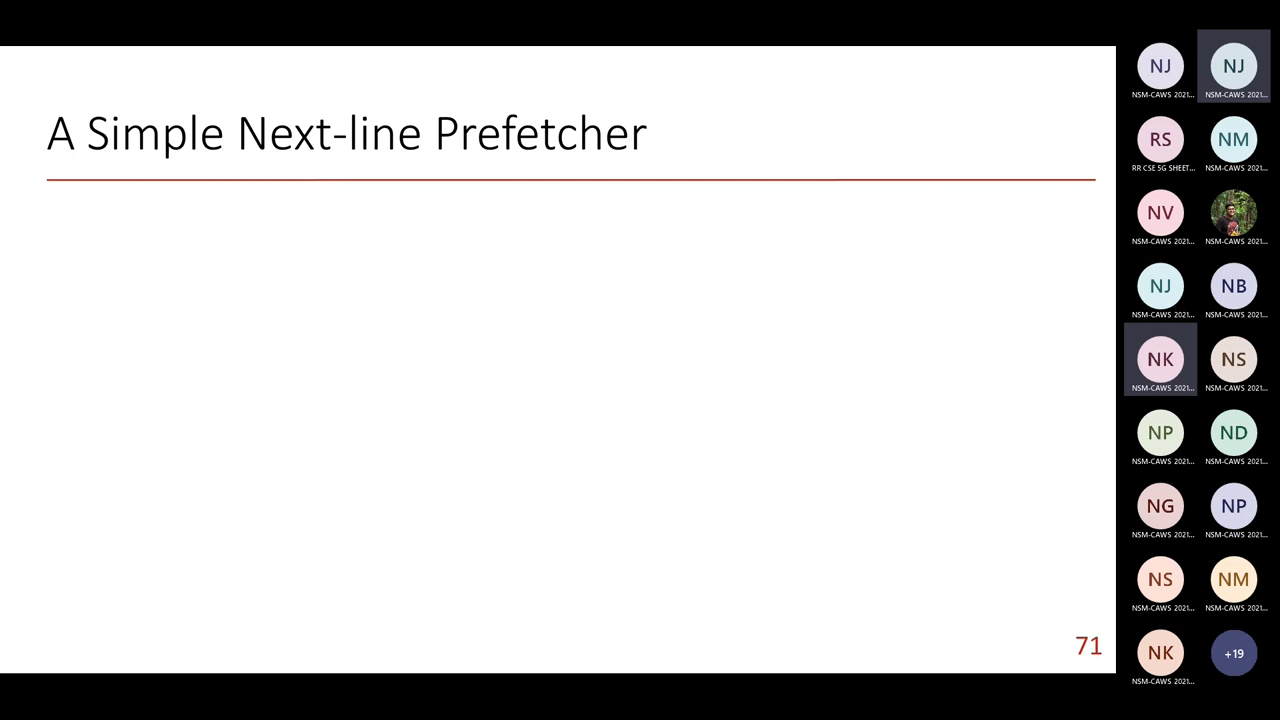 A Simple Next-line Prefetcher
71
NJ
NSM-CAWS 2021...
NJ
NSM-CAWS 2021...
RS
RR CSE 5G SHEET...
NM
NSM-CAWS 2021...
NV
NSM-CAWS 2021...
NSM-CAWS 2021...
NJ
NSM-CAWS 2021...
NB
NSM-CAWS 2021...
NK
NSM-CAWS 2021...
NS
NSM-CAWS 2021...
NP
NSM-CAWS 2021...
ND
NSM-CAWS 2021...
NG
NSM-CAWS 2021...
NP
NSM-CAWS 2021...
NS
NSM-CAWS 2021...
NM
NSM-CAWS 2021...
NK
NSM-CAWS 2021...
+19